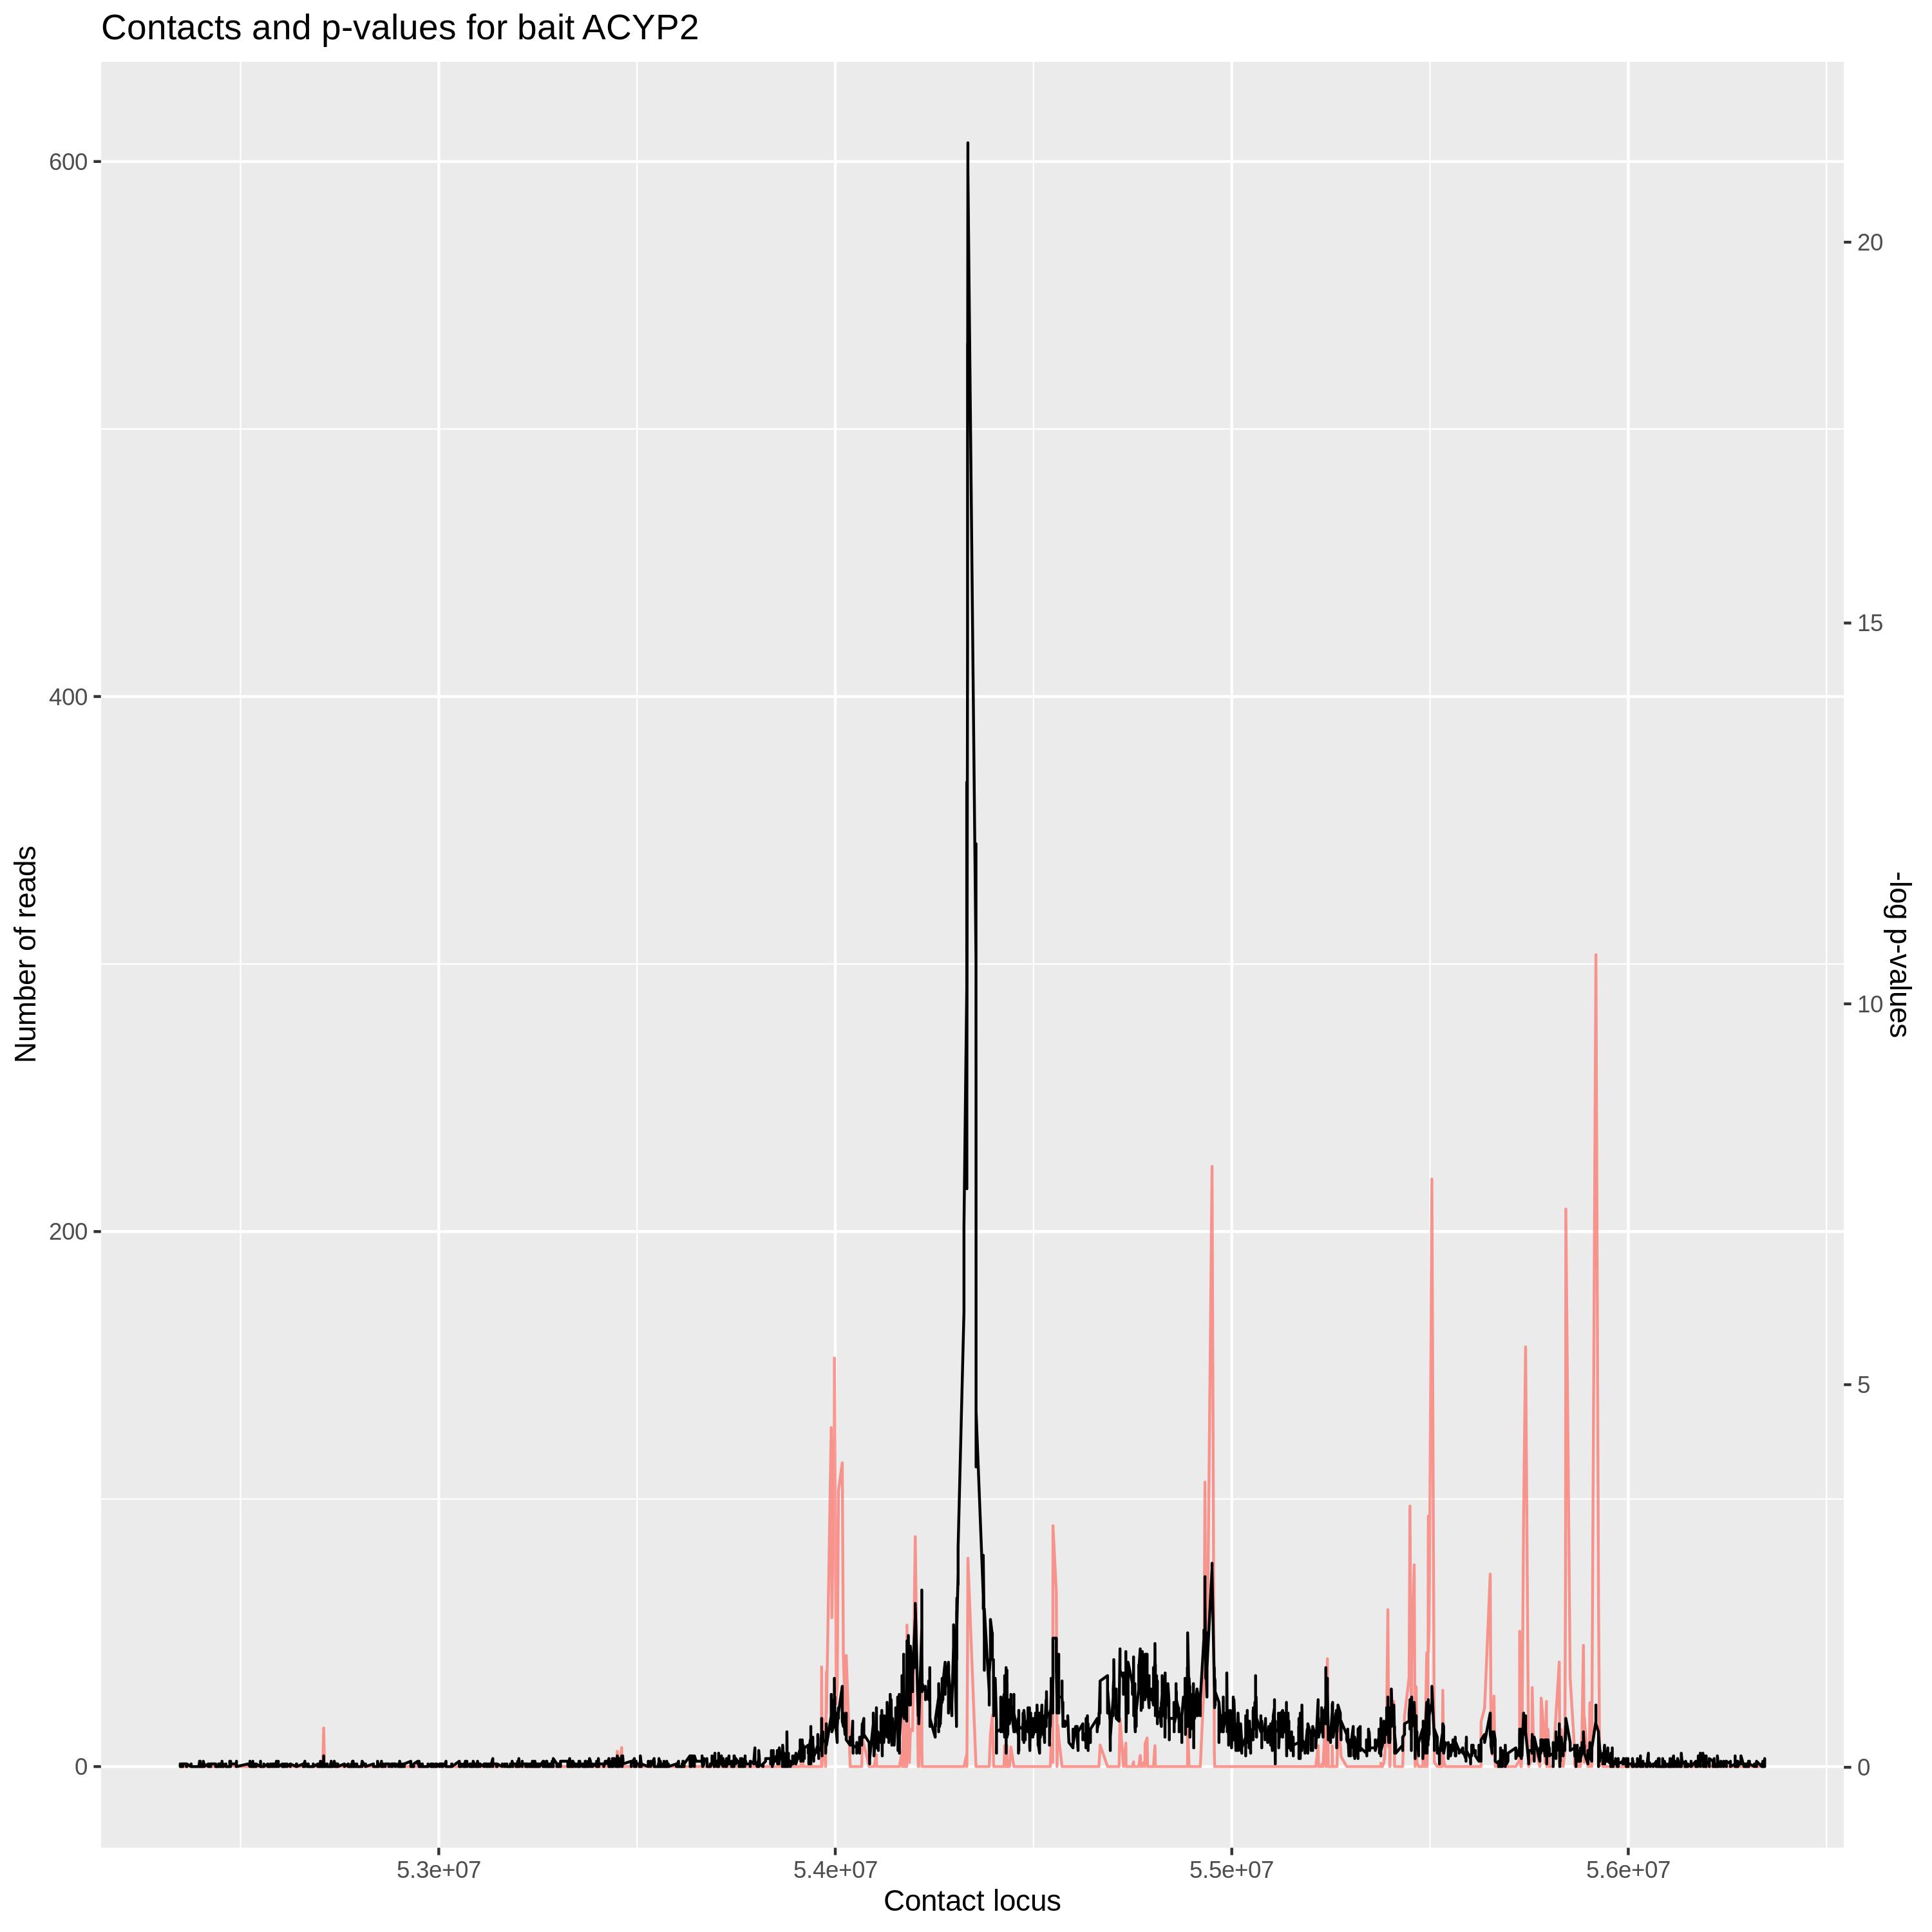 Contacts and p-values for bait ACYP2
600
400
200
0
Number of reads
20
15
10
5
0
-log p-values
5.3e+07
5.4e+07
5.5e+07
5.6e+07
Contact locus